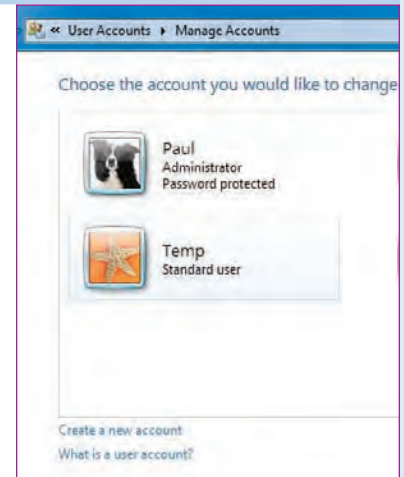 « User Accounts ▸ Manage Accounts
Choose the account you would like to change
Paul
Administrator
Password protected
Temp
Standard user
Create a new account
What is a user account?